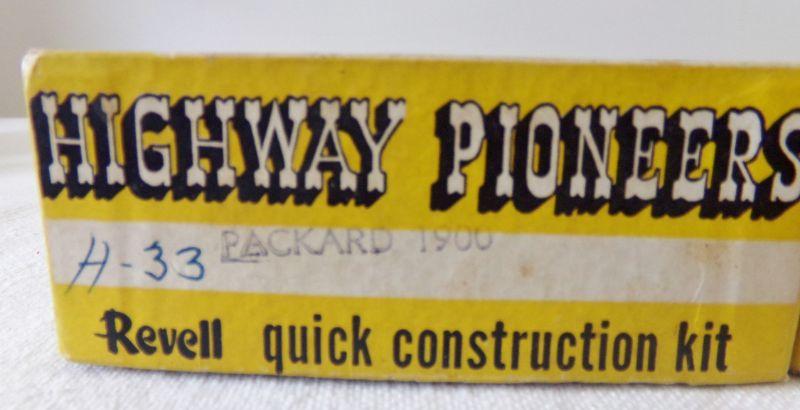 HIGHWAY PIONEERS
H-33 PACKARD 1900
Revell quick construction kit